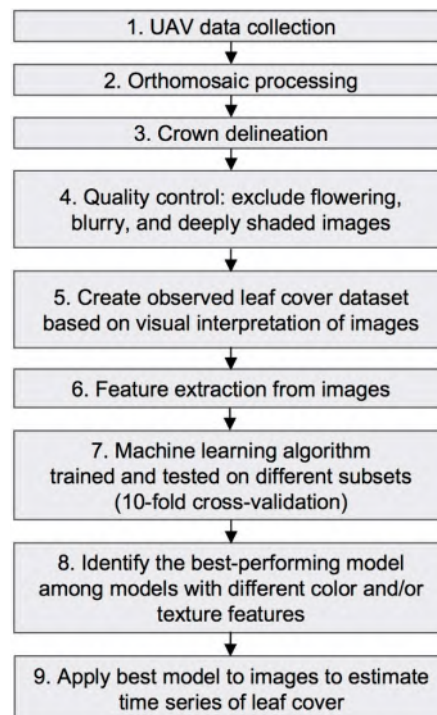 1. UAV data collection
2. Orthomosaic processing
3. Crown delineation
4. Quality control: exclude flowering,
blurry, and deeply shaded images
5. Create observed leaf cover dataset
based on visual interpretation of images
6. Feature extraction from images
7. Machine learning algorithm
trained and tested on different subsets
(10-fold cross-validation)
8. Identify the best-performing model
among models with different color and/or
texture features
9. Apply best model to images to estimate
time series of leaf cover